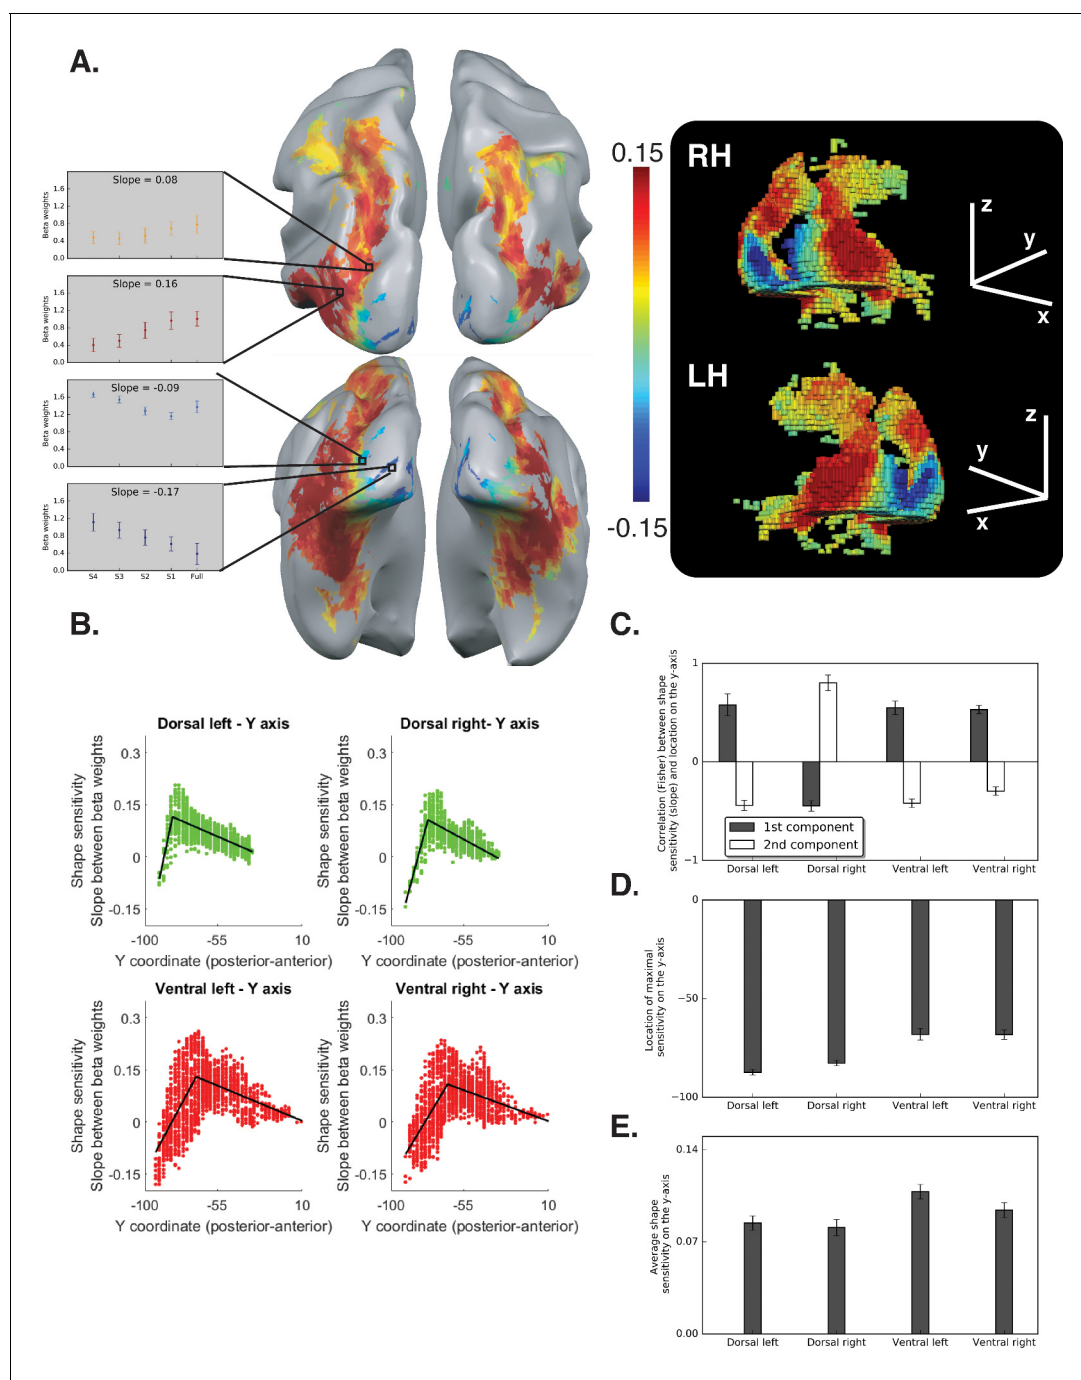 A.
Slope = 0.08
Beta weights
1.6
1.2
0.8
0.4
0.0
Slope = 0.16
Beta weights
1.6
1.2
0.8
0.4
0.0
Slope = -0.09
Beta weights
1.6
1.2
0.8
0.4
0.0
Slope = -0.17
Beta weights
1.6
1.2
0.8
0.4
0.0
S4 S3 S2 S1 Full
0.15
-0.15
RH
z
y
x
LH
z
y
x
B.
Dorsal left - Y axis
Shape sensitivity
Slope between beta weights
0.3
0.15
0
-0.15
-100 -55 10
Y coordinate (posterior-anterior)
Dorsal right- Y axis
Shape sensitivity
Slope between beta weights
0.3
0.15
0
-0.15
-100 -55 10
Y coordinate (posterior-anterior)
Ventral left - Y axis
Shape sensitivity
Slope between beta weights
0.3
0.15
0
-0.15
-100 -55 10
Y coordinate (posterior-anterior)
Ventral right - Y axis
Shape sensitivity
Slope between beta weights
0.3
0.15
0
-0.15
-100 -55 10
Y coordinate (posterior-anterior)
C.
Correlation (Fisher) between shape
sensitivity (slope) and location on the y-axis
1
0
−1
1st component
2nd component
Dorsal left Dorsal right Ventral left Ventral right
D.
Location of maximal
sensitivity on the y-axis
0
−50
−100
Dorsal left Dorsal right Ventral left Ventral right
E.
Average shape
sensitivity on the y-axis
0.14
0.07
0.00
Dorsal left Dorsal right Ventral left Ventral right